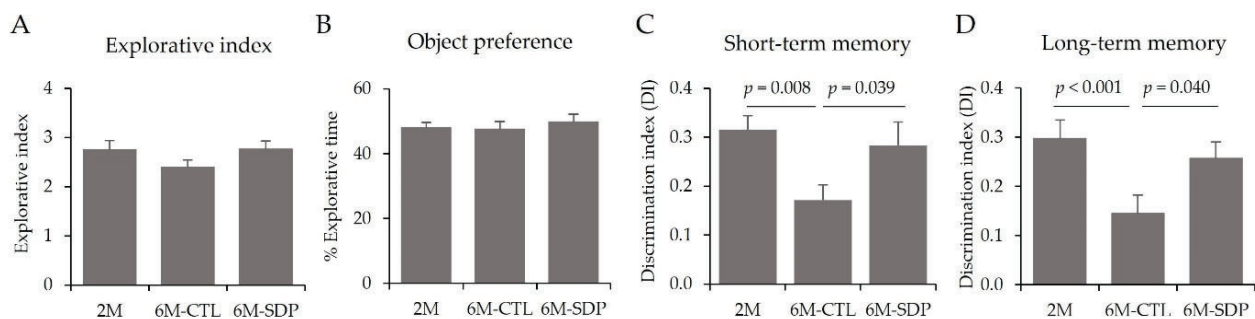 A
Explorative index
Explorative index
4
3
2
1
0
2M 6M-CTL 6M-SDP
B
Object preference
% Explorative time
60
40
20
0
2M 6M-CTL 6M-SDP
C
Short-term memory
Discrimination index (DI)
0.4
0.3
0.2
0.1
0.0
p = 0.008 p = 0.039
2M 6M-CTL 6M-SDP
D
Long-term memory
Discrimination index (DI)
0.4
0.3
0.2
0.1
0.0
p < 0.001 p = 0.040
2M 6M-CTL 6M-SDP